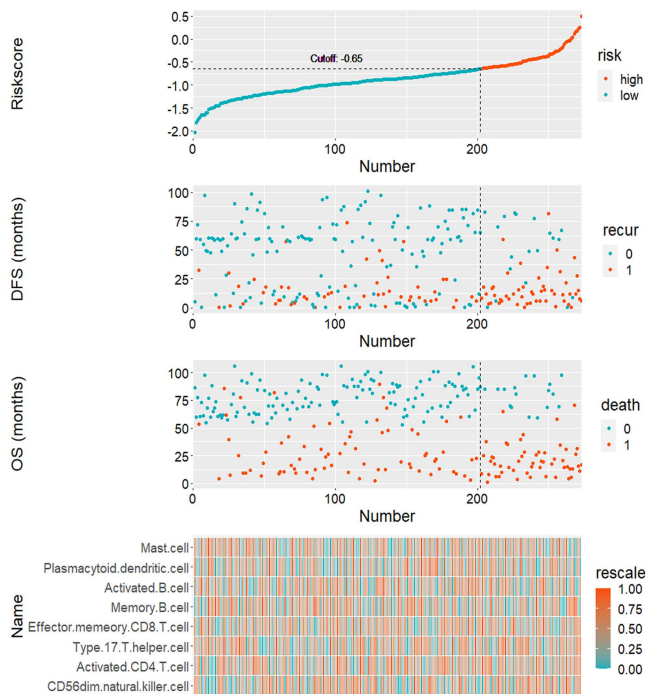 Riskscore
0.5
0.0
-0.5
-1.0
-1.5
-2.0
Cutoff: -0.65
0
100
200
Number
risk
high
low
DFS (months)
100
75
50
25
0
0
100
200
Number
recur
0
1
OS (months)
100
75
50
25
0
0
100
200
Number
death
0
1
Name
Mast.cell
Plasmacytoid.dendritic.cell
Activated.B.cell
Memory.B.cell
Effector.memeory.CD8.T.cell
Type.17.T.helper.cell
Activated.CD4.T.cell
CD56dim.natural.killer.cell
rescale
1.00
0.75
0.50
0.25
0.00